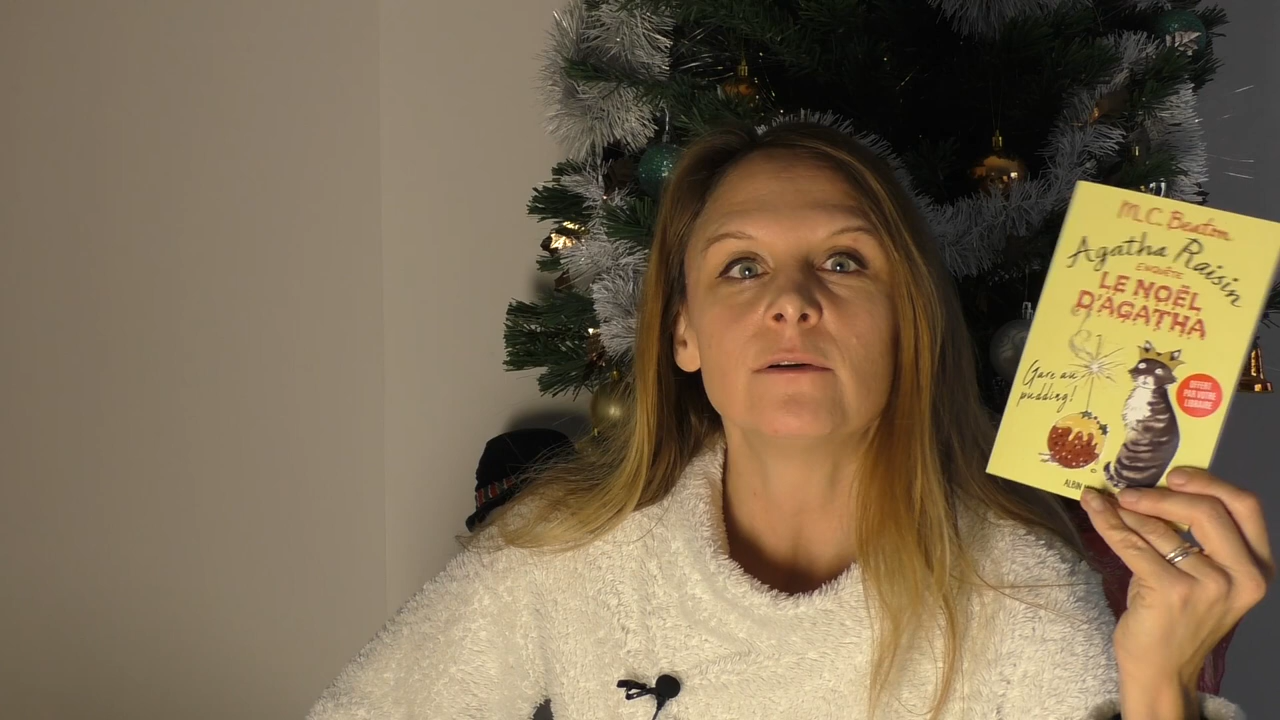 M.C. Beaton
Agatha Raisin
ENQUÊTE
LE NOËL
D'AGATHA
Gare au
pudding!
OFFERT
PAR VOTRE
LIBRAIRE
ALBIN